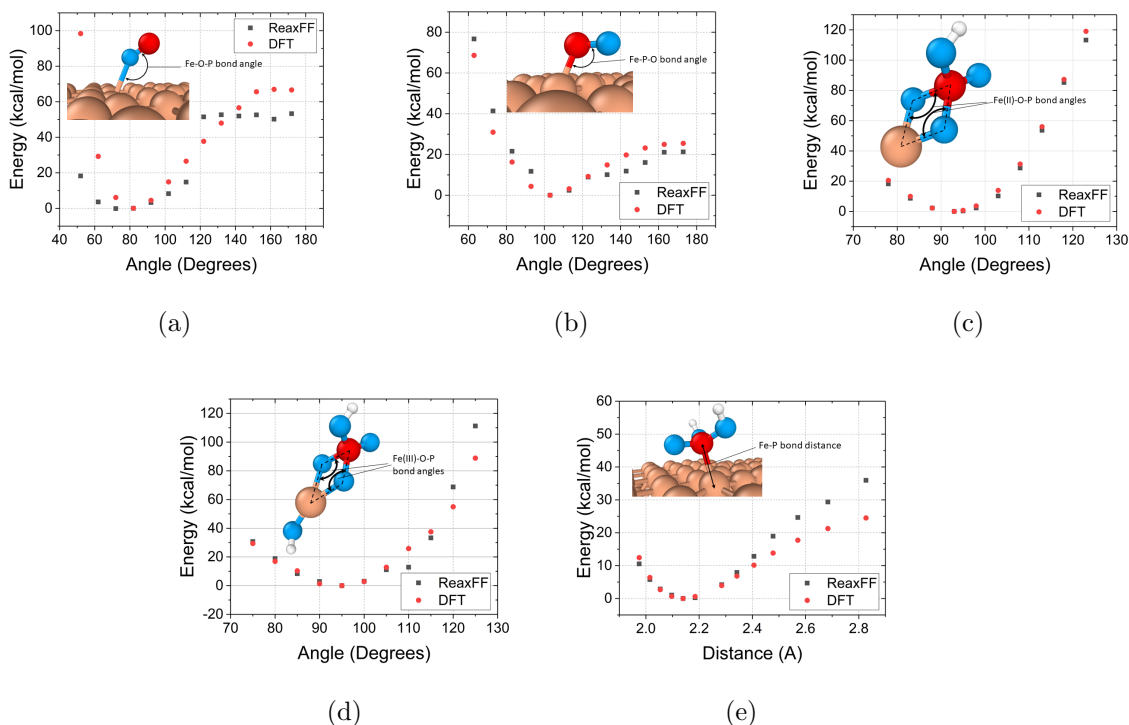 100
80
60
40
20
0
Energy (kcal/mol)
ReaxFF
DFT
Fe-O-P bond angle
40 60 80 100 120 140 160 180
Angle (Degrees)
(a)
80
60
40
20
0
Energy (kcal/mol)
Fe-P-O bond angle
ReaxFF
DFT
60 80 100 120 140 160 180
Angle (Degrees)
(b)
120
100
80
60
40
20
0
Energy (kcal/mol)
Fe(II)-O-P bond angles
ReaxFF
DFT
70 80 90 100 110 120 130
Angle (Degrees)
(c)
120
100
80
60
40
20
0
-20
Energy (kcal/mol)
Fe(III)-O-P
bond angles
ReaxFF
DFT
70 80 90 100 110 120 130
Angle (Degrees)
(d)
60
50
40
30
20
10
0
Energy (kcal/mol)
Fe-P bond distance
ReaxFF
DFT
2.0 2.2 2.4 2.6 2.8
Distance (A)
(e)